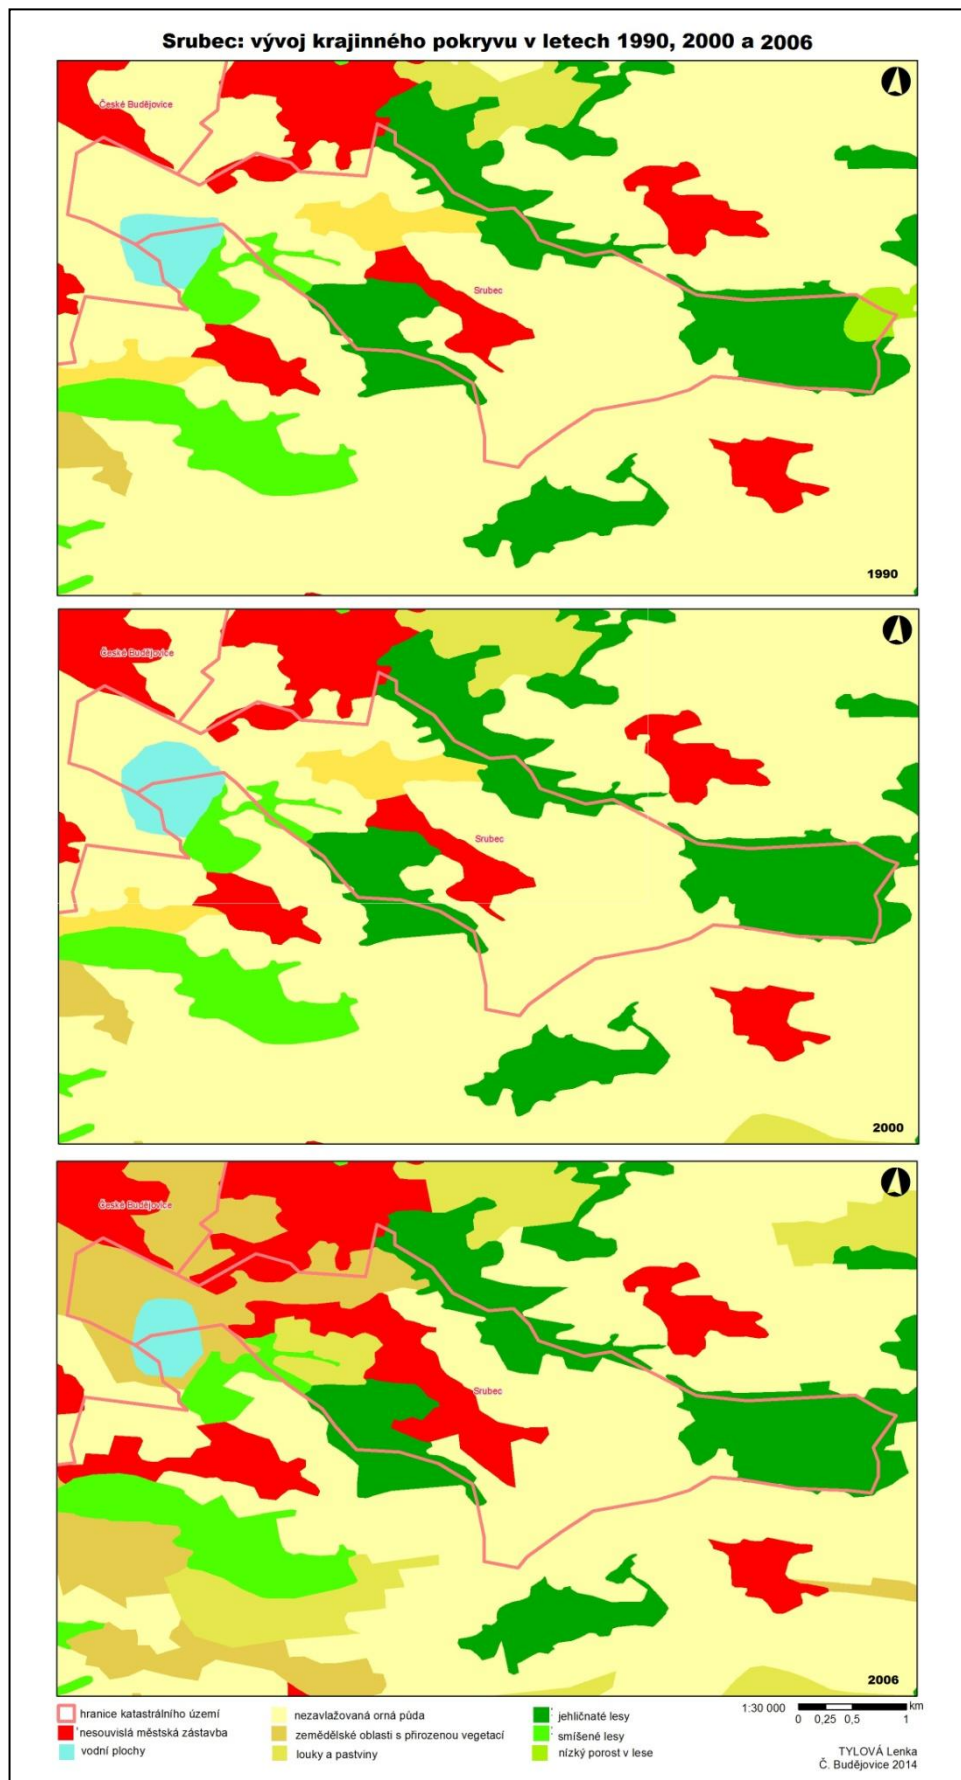 Srubec: vývoj krajinného pokryvu v letech 1990, 2000 a 2006
České Budějovice
Srubec
1990
České Budějovice
Srubec
2000
České Budějovice
Srubec
2006
hranice katastrálního území
nesouvislá městská zástavba
vodní plochy
nezavlažovaná orná půda
zemědělské oblasti s přirozenou vegetací
louky a pastviny
jehličnaté lesy
smíšené lesy
nízký porost v lese
1:30 000
km
0 0,25 0,5 1
TYLOVÁ Lenka
Č. Budějovice 2014